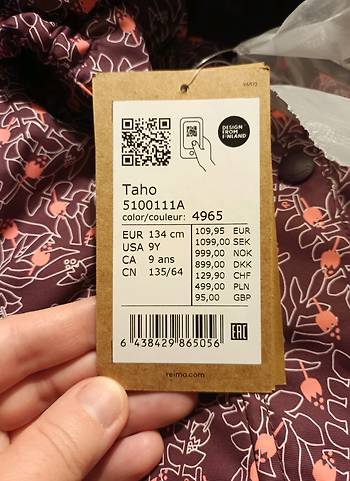 DESIGN
FROM
FINLAND
Taho
5100111A
color/couleur: 4965
EUR 134 cm
USA 9Y
CA 9 ans
CN 135/64
109,95 EUR
1099,00 SEK
999,00 NOK
899,00 DKK
129,90 CHF
499,00 PLN
95,00 GBP
6 438429 865056
EAC
reima.com